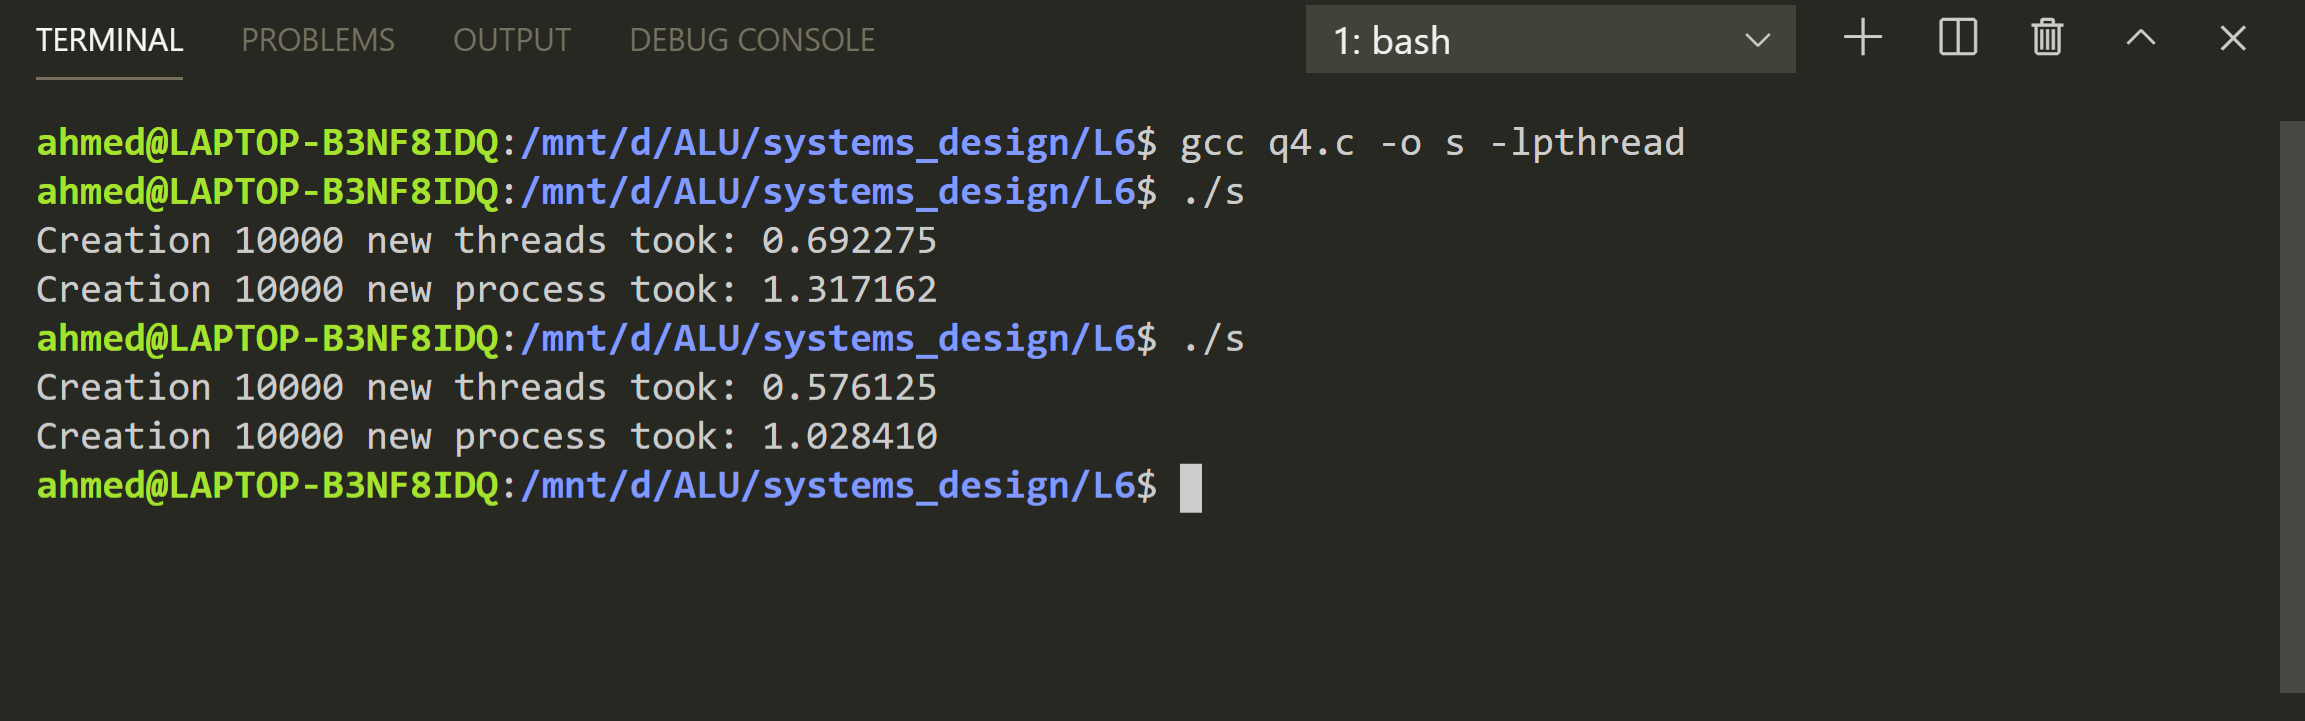 TERMINAL PROBLEMS OUTPUT DEBUG CONSOLE 1: bash
ahmed@LAPTOP-B3NF8IDQ:/mnt/d/ALU/systems_design/L6$ gcc q4.c -o s -lpthread
ahmed@LAPTOP-B3NF8IDQ:/mnt/d/ALU/systems_design/L6$ ./s
Creation 10000 new threads took: 0.692275
Creation 10000 new process took: 1.317162
ahmed@LAPTOP-B3NF8IDQ:/mnt/d/ALU/systems_design/L6$ ./s
Creation 10000 new threads took: 0.576125
Creation 10000 new process took: 1.028410
ahmed@LAPTOP-B3NF8IDQ:/mnt/d/ALU/systems_design/L6$